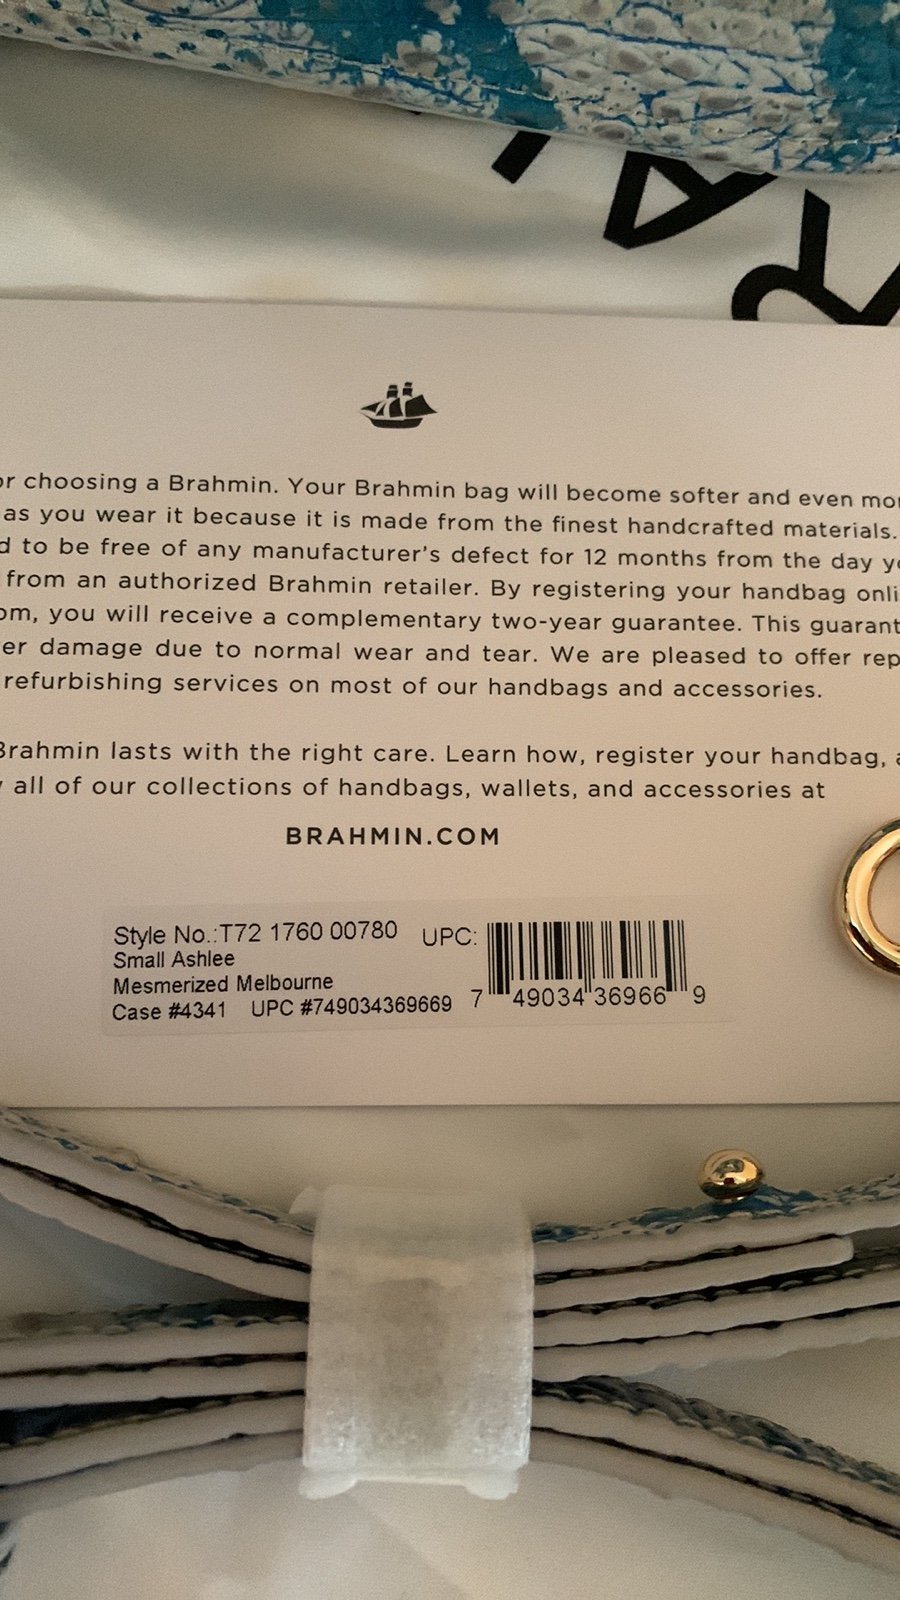 RA
or choosing a Brahmin. Your Brahmin bag will become softer and even
as you wear it because it is made from the finest handcrafted materials.
to be free of any manufacturer's defect for 12 months from the day
from an authorized Brahmin retailer. By registering your handbag
you will receive a complementary two-year guarantee. This
damage due to normal wear and tear. We are pleased to offer
refurbishing services on most of our handbags and accessories.
Brahmin lasts with the right care. Learn how, register your handbag,
all of our collections of handbags, wallets, and accessories at
BRAHMIN.COM
Style No.:T72 1760 00780 UPC:
Small Ashlee
Mesmerized Melbourne
Case #4341 UPC #749034369669
7 49034 36966 9